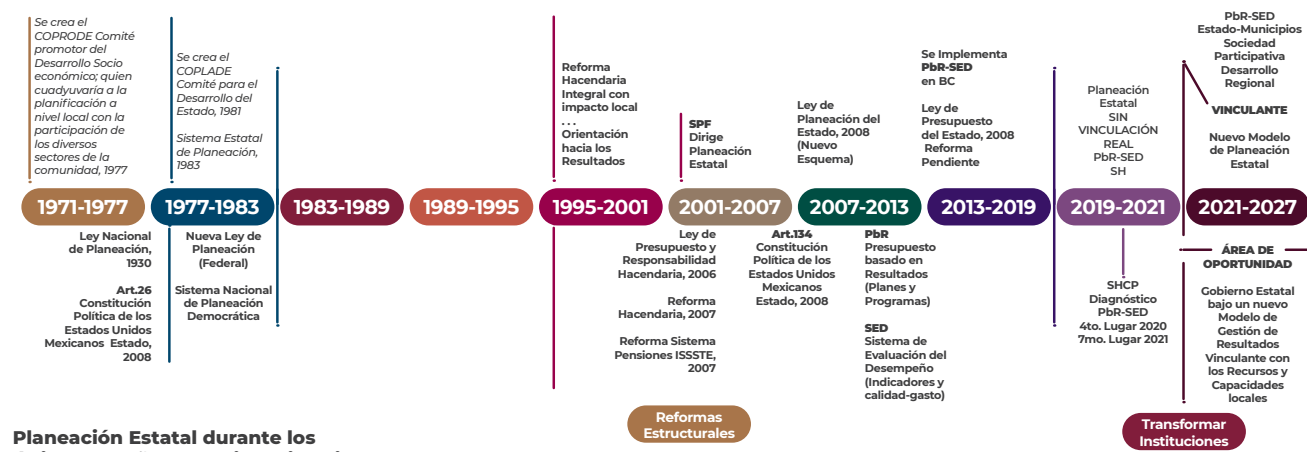 Se crea el
COPRODE Comité
promotor del
Desarrollo Socio
económico; quien
cuadyuvaría a la
planificación a
nivel local con la
participación de
los diversos
sectores de la
comunidad, 1977
Se crea el
COPLADE
Comité para el
Desarrollo del
Estado, 1981
Sistema Estatal
de Planeación,
1983
Reforma
Hacendaria
Integral con
impacto local
. . .
Orientación
hacia los
Resultados
SPF
Dirige
Planeación
Estatal
Ley de
Planeación del
Estado, 2008
(Nuevo
Esquema)
Se Implementa
PbR-SED
en BC
Ley de
Presupuesto
del Estado, 2008
Reforma
Pendiente
Planeación
Estatal
SIN
VINCULACIÓN
REAL
PbR-SED
SH
PbR-SED
Estado-Municipios
Sociedad
Participativa
Desarrollo
Regional
VINCULANTE
Nuevo Modelo
de Planeación
Estatal
1971-1977
1977-1983
1983-1989
1989-1995
1995-2001
2001-2007
2007-2013
2013-2019
2019-2021
2021-2027
Ley Nacional
de Planeación,
1930
Art.26
Constitución
Política de los
Estados Unidos
Mexicanos Estado,
2008
Nueva Ley de
Planeación
(Federal)
Sistema Nacional
de Planeación
Democrática
Ley de
Presupuesto y
Responsabilidad
Hacendaria, 2006
Reforma
Hacendaria, 2007
Reforma Sistema
Pensiones ISSSTE,
2007
Art.134
Constitución
Política de los
Estados Unidos
Mexicanos
Estado, 2008
PbR
Presupuesto
basado en
Resultados
(Planes y
Programas)
SED
Sistema de
Evaluación del
Desempeño
(Indicadores y
calidad-gasto)
SHCP
Diagnóstico
PbR-SED
4to. Lugar 2020
7mo. Lugar 2021
ÁREA DE
OPORTUNIDAD
Gobierno Estatal
bajo un nuevo
Modelo de
Gestión de
Resultados
Vinculante con
los Recursos y
Capacidades
locales
Reformas
Estructurales
Transformar
Instituciones
Planeación Estatal durante los